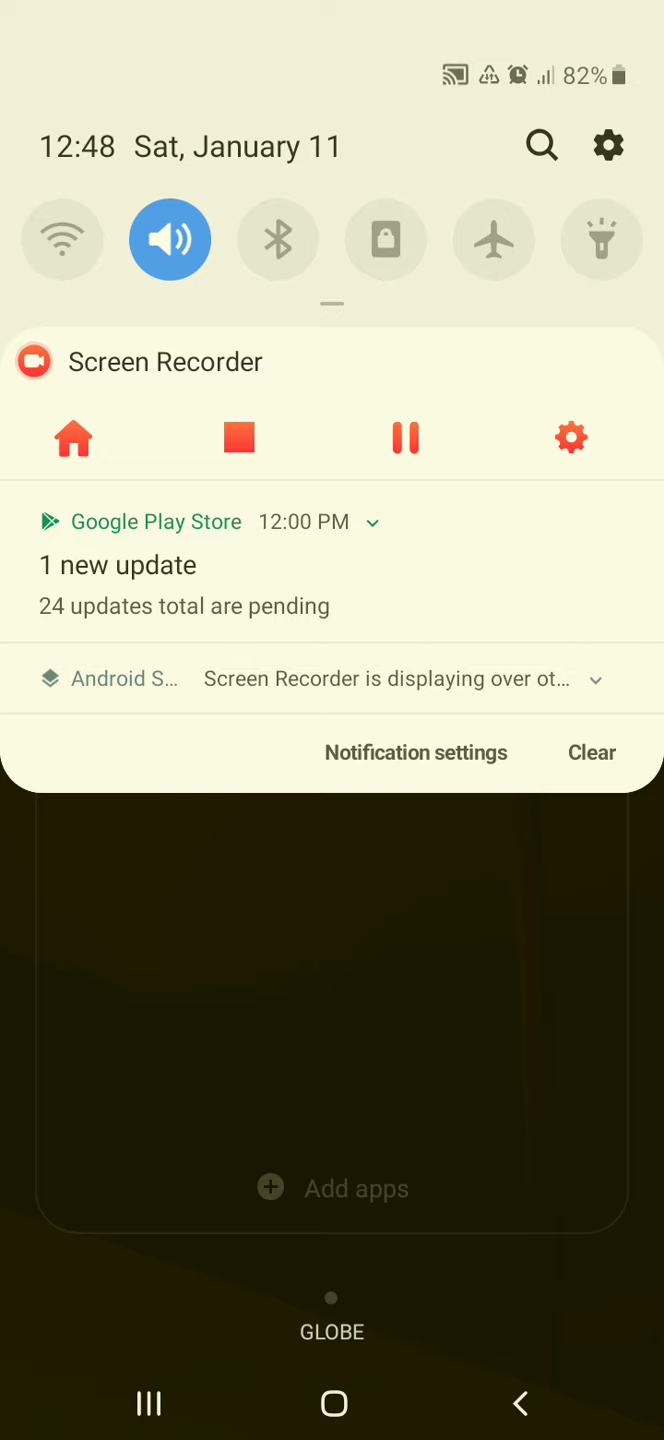 82%
12:48 Sat, January 11
Screen Recorder
Google Play Store 12:00 PM
1 new update
24 updates total are pending
Android S... Screen Recorder is displaying over ot...
Notification settings Clear
Add apps
GLOBE